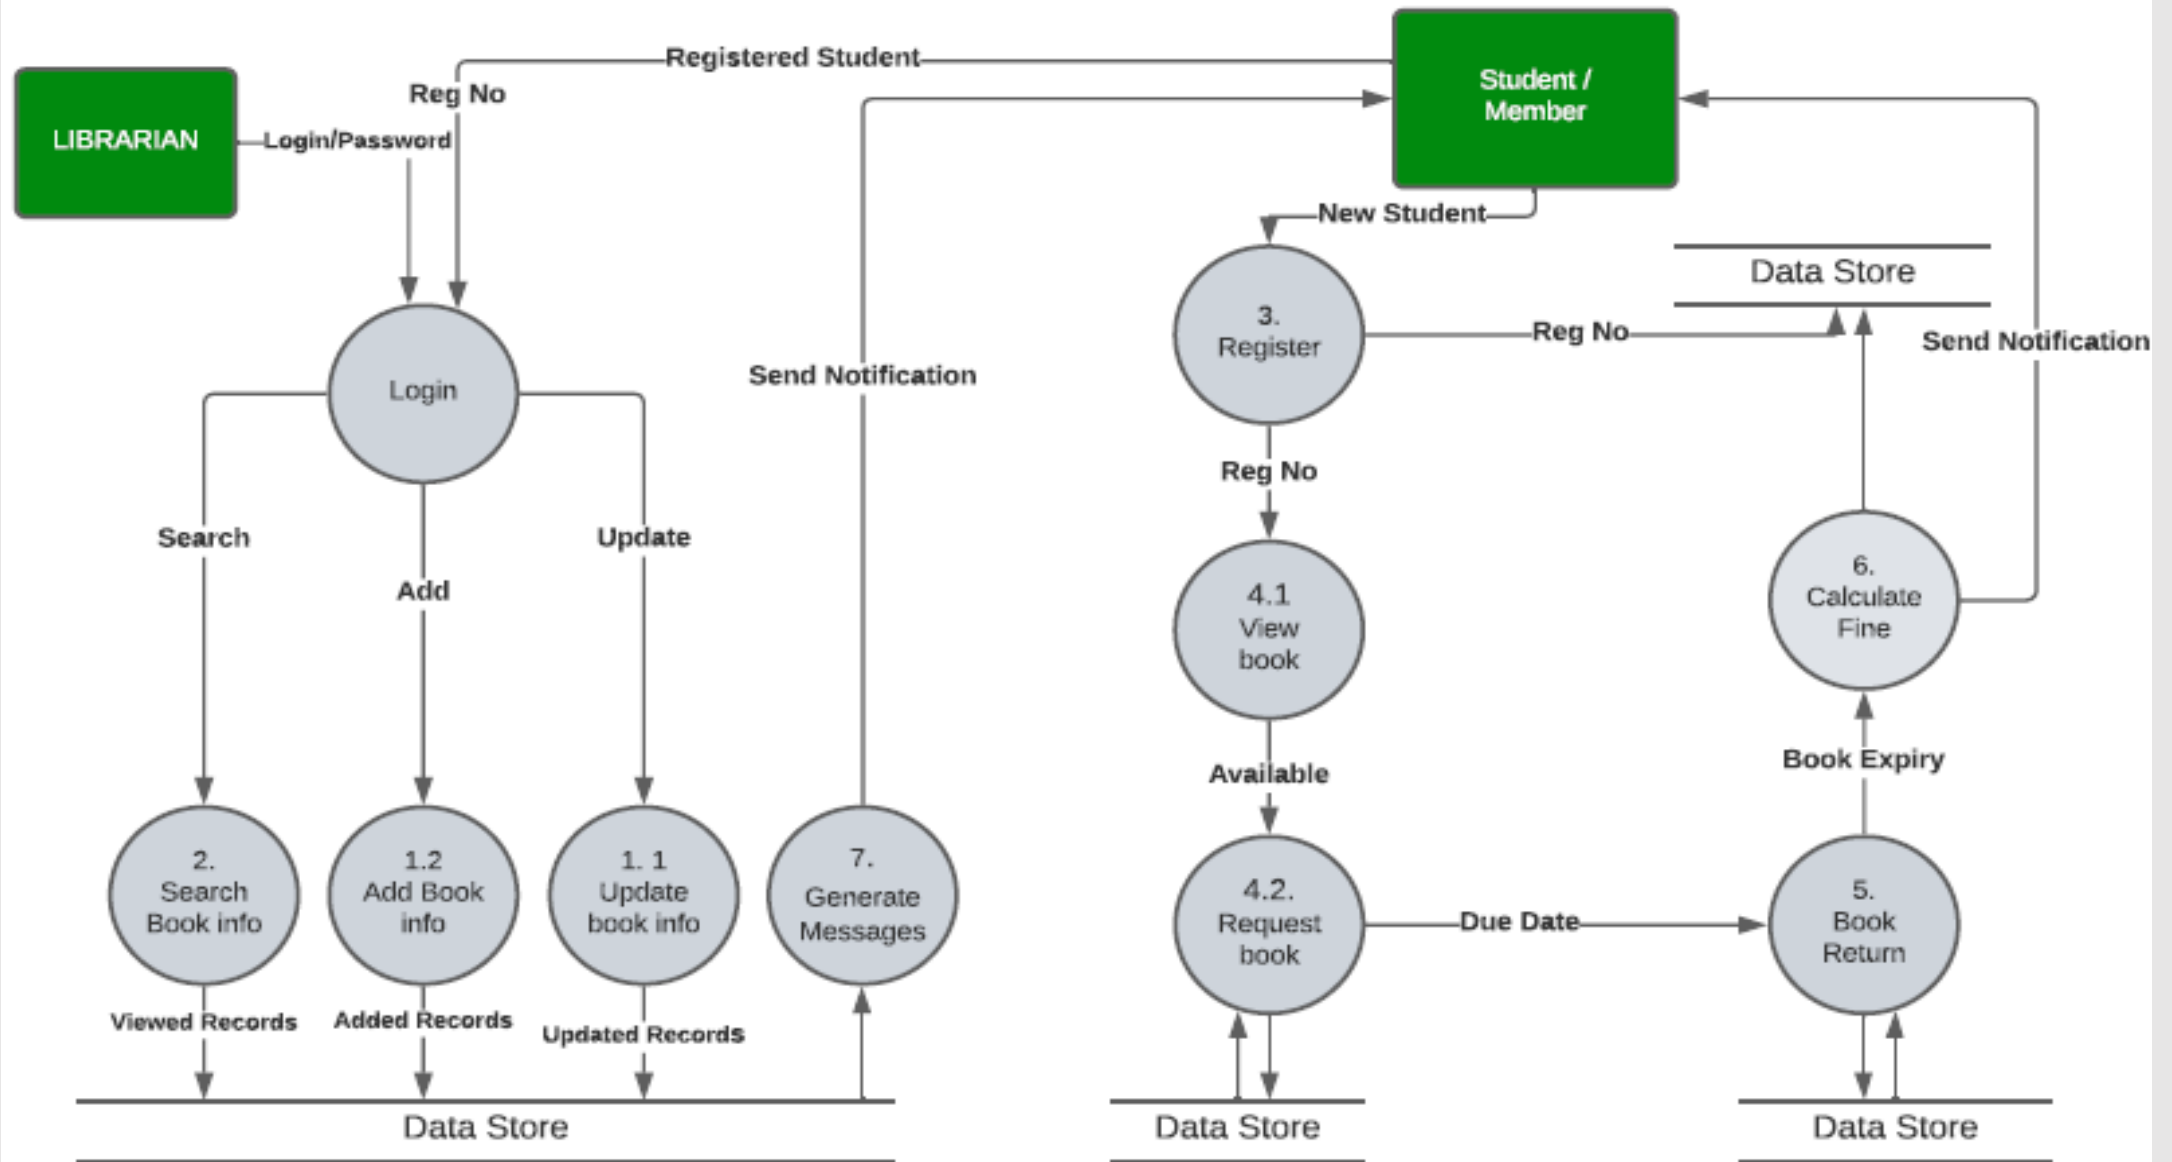 Registered Student
Student /
Member
Reg No
LIBRARIAN
Login/Password
New Student
Data Store
3.
Register
Reg No
Send Notification
Send Notification
Login
Reg No
Search
Update
Add
4.1
View
book
6.
Calculate
Fine
Available
Book Expiry
2.
Search
Book info
1.2
Add Book
info
1. 1
Update
book info
7.
Generate
Messages
4.2.
Request
book
Due Date
5.
Book
Return
Viewed Records
Added Records
Updated Records
Data Store
Data Store
Data Store